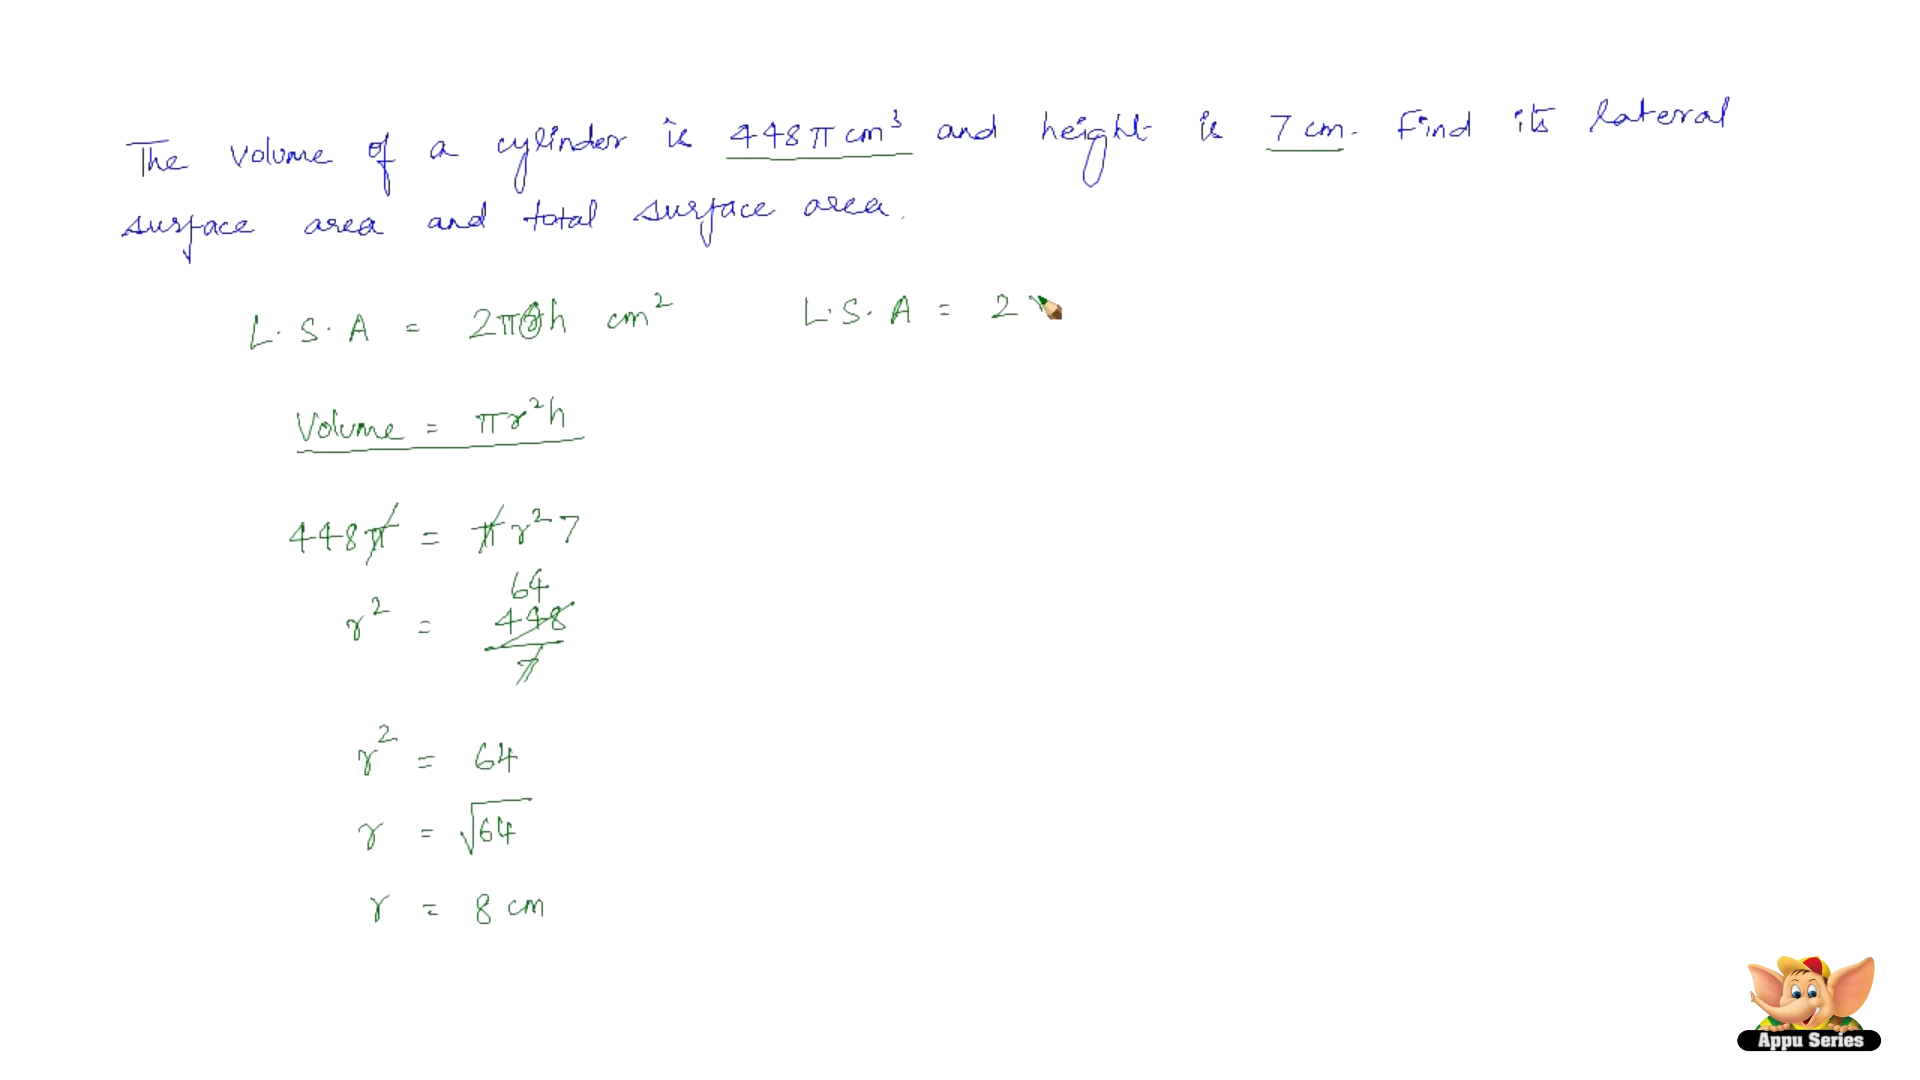 The volume of a cylinder is 448π cm³ and height is 7 cm. Find its lateral
surface area and total surface area.
L.S.A = 2πrh cm²
Volume = πr²h
448π = πr²7
64
r² = 448/7
r² = 64
r = √64
r = 8 cm
L.S.A = 2 ×
Appu Series